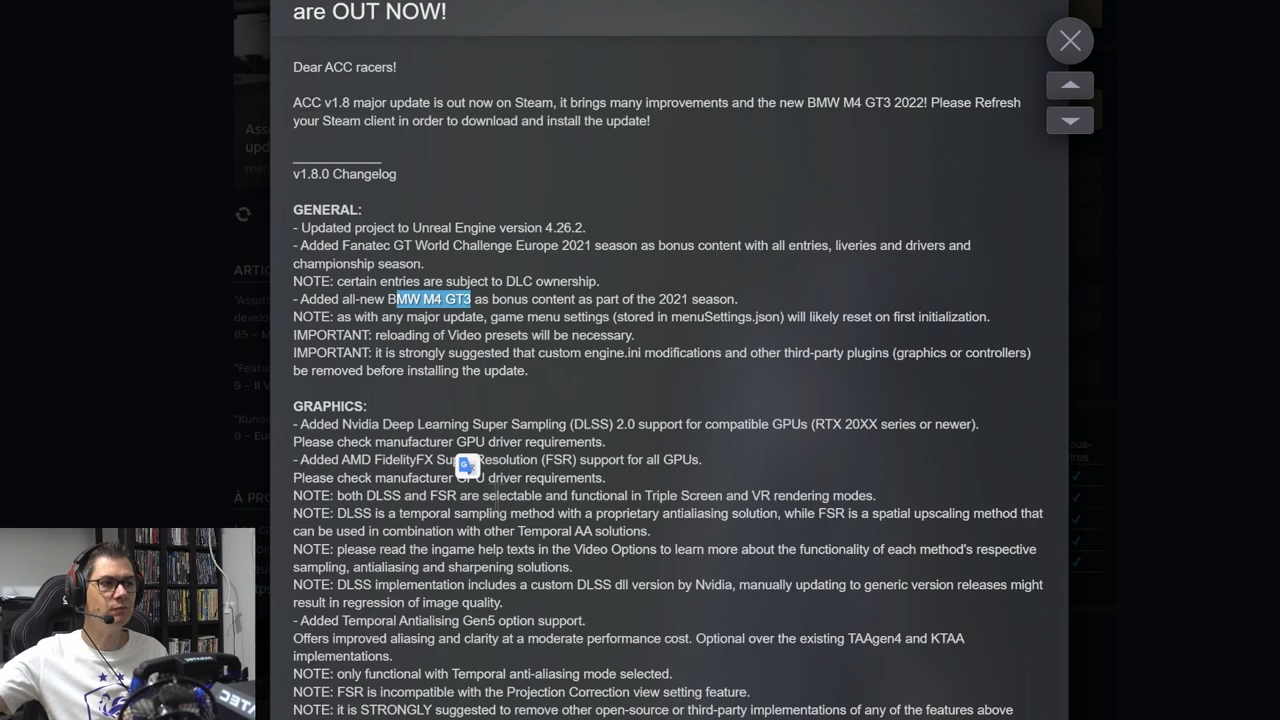 are OUT NOW!
Dear ACC racers!
ACC v1.8 major update is out now on Steam, it brings many improvements and the new BMW M4 GT3 2022! Please Refresh
your Steam client in order to download and install the update!
v1.8.0 Changelog
GENERAL:
- Updated project to Unreal Engine version 4.26.2.
- Added Fanatec GT World Challenge Europe 2021 season as bonus content with all entries, liveries and drivers and
championship season.
NOTE: certain entries are subject to DLC ownership.
- Added all-new BMW M4 GT3 as bonus content as part of the 2021 season.
NOTE: as with any major update, game menu settings (stored in menuSettings.json) will likely reset on first initialization.
IMPORTANT: reloading of Video presets will be necessary.
IMPORTANT: it is strongly suggested that custom engine.ini modifications and other third-party plugins (graphics or controllers)
be removed before installing the update.
GRAPHICS:
- Added Nvidia Deep Learning Super Sampling (DLSS) 2.0 support for compatible GPUs (RTX 20XX series or newer).
Please check manufacturer GPU driver requirements.
- Added AMD FidelityFX Super Resolution (FSR) support for all GPUs.
Please check manufacturer GPU driver requirements.
NOTE: both DLSS and FSR are selectable and functional in Triple Screen and VR rendering modes.
NOTE: DLSS is a temporal sampling method with a proprietary antialiasing solution, while FSR is a spatial upscaling method that
can be used in combination with other Temporal AA solutions.
NOTE: please read the ingame help texts in the Video Options to learn more about the functionality of each method's respective
sampling, antialiasing and sharpening solutions.
NOTE: DLSS implementation includes a custom DLSS dll version by Nvidia, manually updating to generic version releases might
result in regression of image quality.
- Added Temporal Antialising Gen5 option support.
Offers improved aliasing and clarity at a moderate performance cost. Optional over the existing TAAgen4 and KTAA
implementations.
NOTE: only functional with Temporal anti-aliasing mode selected.
NOTE: FSR is incompatible with the Projection Correction view setting feature.
NOTE: it is STRONGLY suggested to remove other open-source or third-party implementations of any of the features above